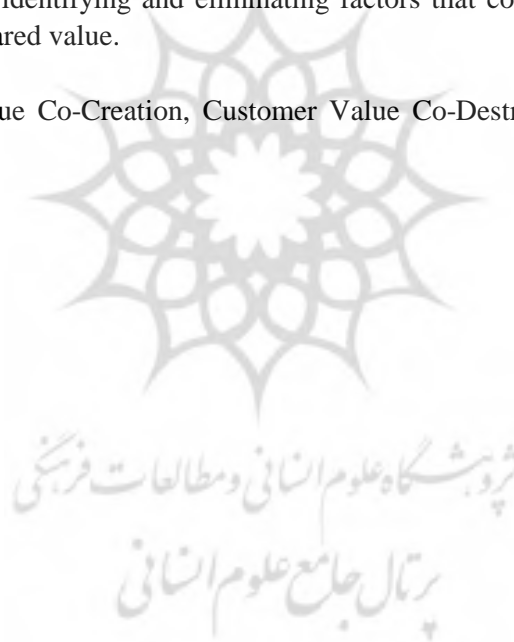 identifying and eliminating factors that co
ared value.
ue Co-Creation, Customer Value Co-Destr
پژوهشگاه علوم انسانی و مطالعات فرهنگی
پرتال جامع علوم انسانی